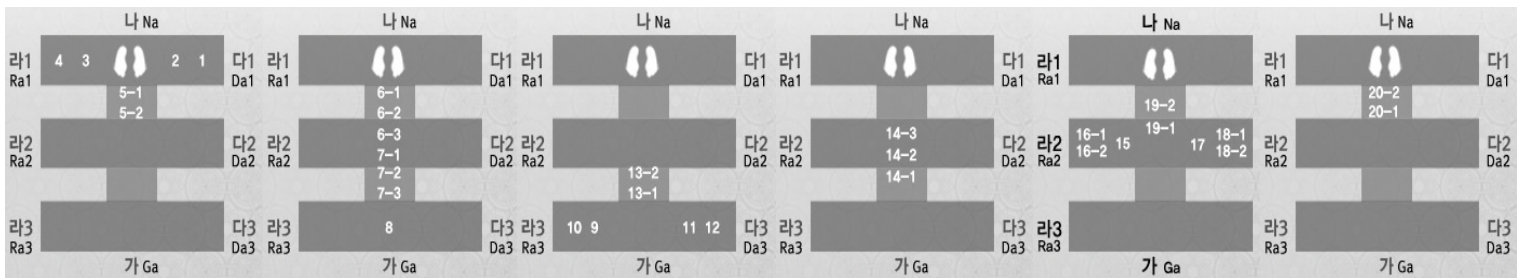 나 Na
라1 4 3 2 1 다1
Ra1 Da1
5-1
5-2
라2 다2
Ra2 Da2
라3 다3
Ra3 Da3
가 Ga
나 Na
라1 다1
Ra1 Da1
6-1
6-2
6-3
라2 다2
Ra2 Da2
7-1
7-2
7-3
라3 8 다3
Ra3 Da3
가 Ga
나 Na
라1 다1
Ra1 Da1
라2 다2
Ra2 Da2
13-2
13-1
라3 10 9 11 12 다3
Ra3 Da3
가 Ga
나 Na
라1 다1
Ra1 Da1
14-3
라2 14-2 다2
Ra2 Da2
14-1
라3 다3
Ra3 Da3
가 Ga
나 Na
라1 다1
Ra1 Da1
19-2
19-1
16-1 18-1
라2 15 17 다2
16-2 18-2
Ra2 Da2
라3 다3
Ra3 Da3
가 Ga
나 Na
라1 다1
Ra1 Da1
20-2
20-1
라2 다2
Ra2 Da2
라3 다3
Ra3 Da3
가 Ga